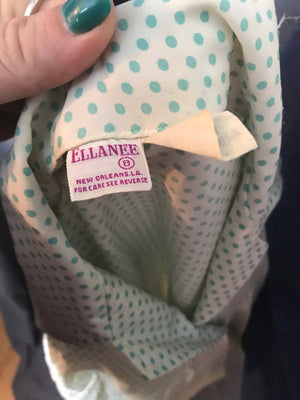 ELLANEE
8
NEW ORLEANS, LA.
FOR CARE SEE REVERSE